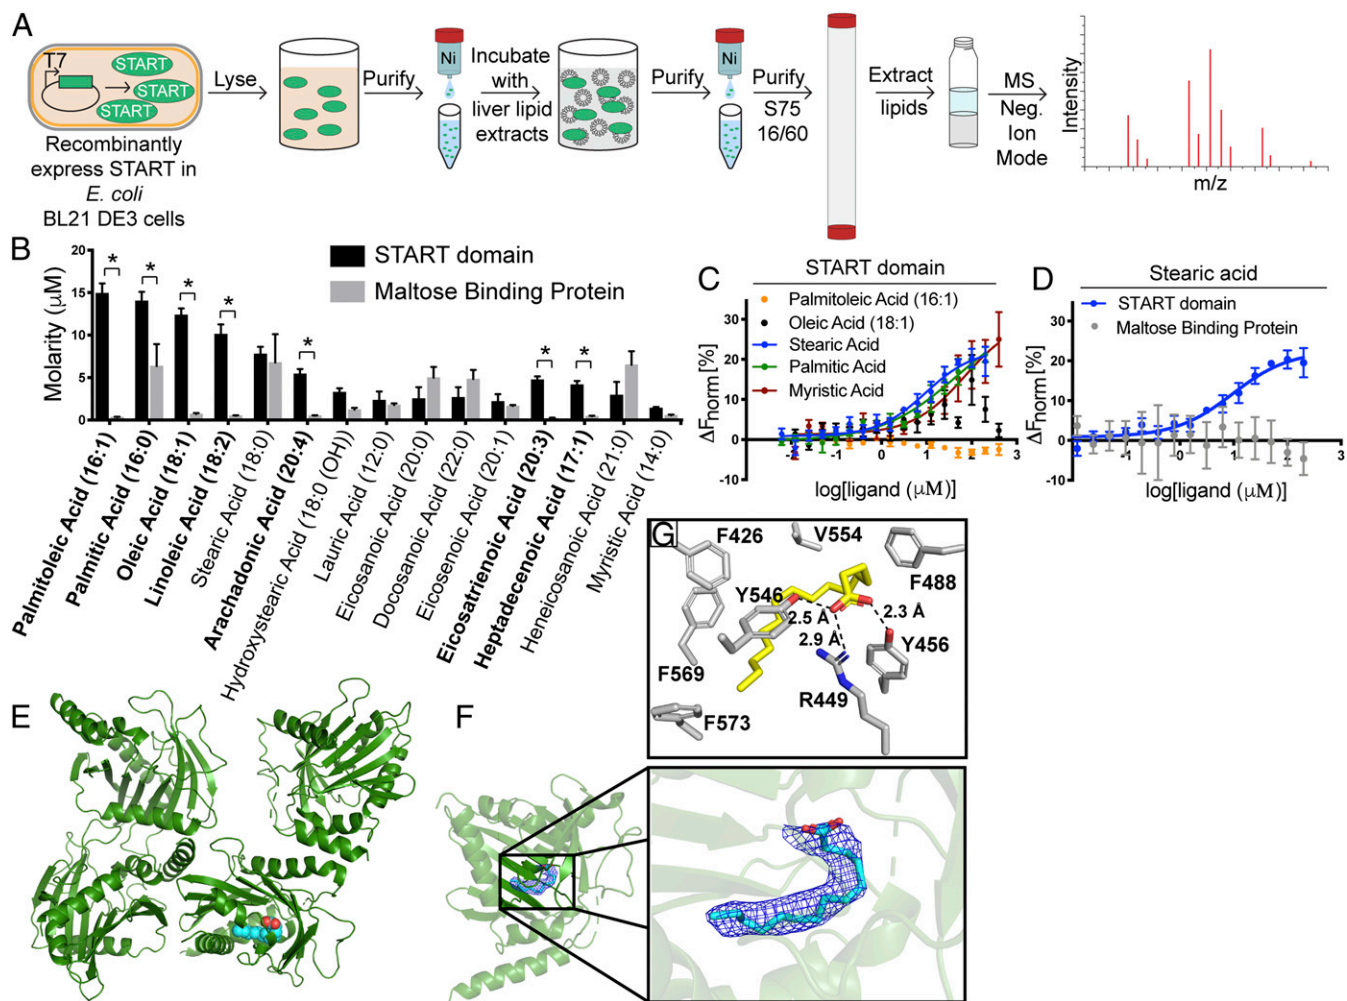 A
T7
START
START
START
Recombinantly
express START in
E. coli
BL21 DE3 cells
Lyse
Purify
Ni
Incubate
with
liver lipid
extracts
Purify
Ni
Purify
S75
16/60
Extract
lipids
MS
Neg.
Ion
Mode
Intensity
m/z
B
START domain
Maltose Binding Protein
Molarity (μM)
20
15
10
5
0
*
*
*
*
*
*
*
Palmitoleic Acid (16:1)
Palmitic Acid (16:0)
Oleic Acid (18:1)
Linoleic Acid (18:2)
Stearic Acid (18:0)
Arachadonic Acid (20:4)
Hydroxystearic Acid (18:0 (OH))
Lauric Acid (12:0)
Eicosanoic Acid (20:0)
Docosanoic Acid (22:0)
Eicosenoic Acid (20:1)
Eicosatrienoic Acid (20:3)
Heptadecenoic Acid (17:1)
Heneicosanoic Acid (21:0)
Myristic Acid (14:0)
C
START domain
Palmitoleic Acid (16:1)
Oleic Acid (18:1)
Stearic Acid
Palmitic Acid
Myristic Acid
ΔFnorm [%]
30
20
10
0
-10
-2 -1 0 1 2 3
log[ligand (μM)]
D
Stearic acid
START domain
Maltose Binding Protein
ΔFnorm [%]
30
20
10
0
-10
-1 0 1 2 3
log[ligand (μM)]
E
F
G
F426
V554
F488
Y546
2.5 Å
2.3 Å
2.9 Å
Y456
F569
R449
F573